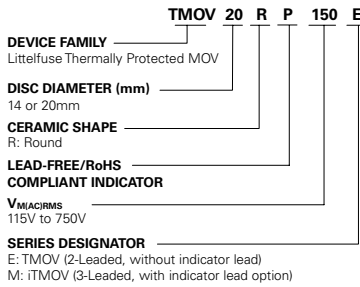 TMOV 20 R P 150 E
DEVICE FAMILY
Littelfuse Thermally Protected MOV
DISC DIAMETER (mm)
14 or 20mm
CERAMIC SHAPE
R: Round
LEAD-FREE/RoHS
COMPLIANT INDICATOR
VM(AC)RMS
115V to 750V
SERIES DESIGNATOR
E: TMOV (2-Leaded, without indicator lead)
M: iTMOV (3-Leaded, with indicator lead option)